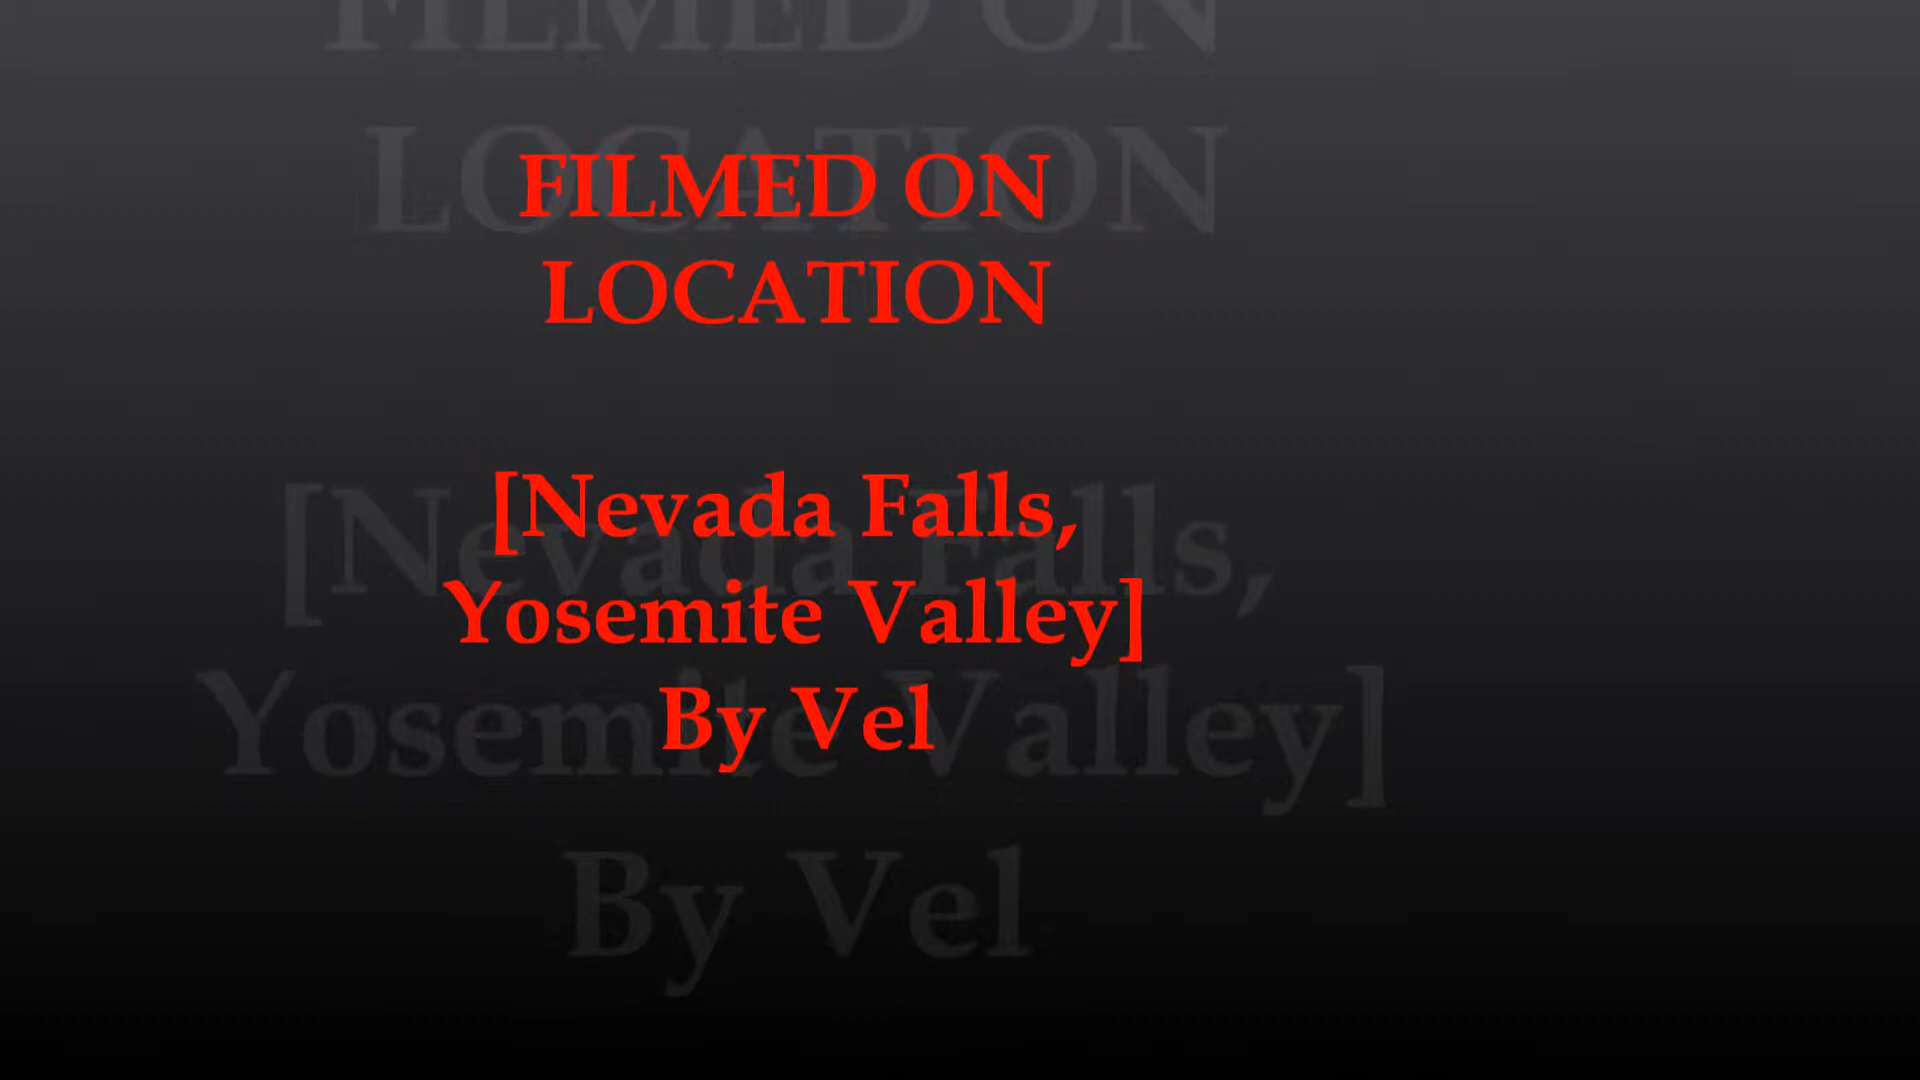 FILMED ON
LOCATION
[Nevada Falls,
Yosemite Valley]
By Vel